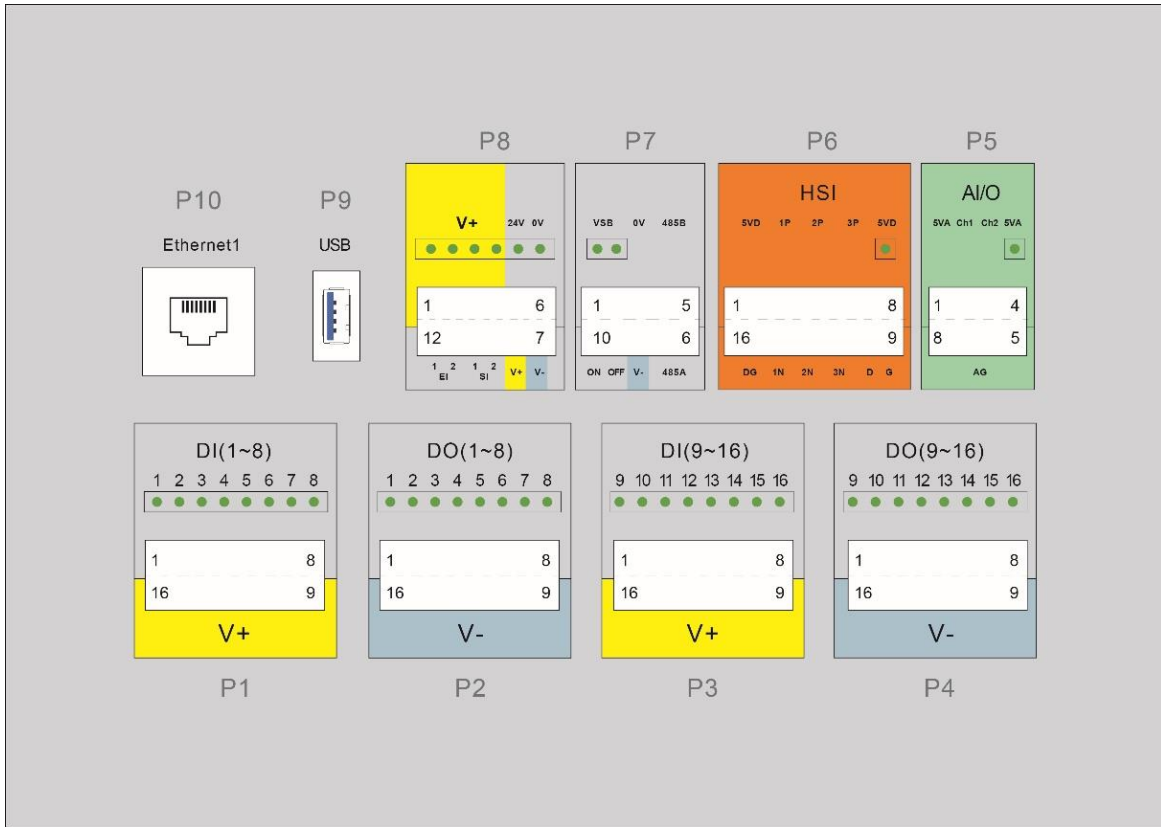 P8 P7 P6 P5
P10 P9
Ethernet1 USB
V+ 24V 0V
VSB 0V 485B
HSI
5VD 1P 2P 3P 5VD
AI/O
5VA Ch1 Ch2 5VA
1 6
12 7
1 2 1 2
EI SI V+ V-
1 5
10 6
ON OFF V- 485A
1 8
16 9
DG 1N 2N 3N D G
1 4
8 5
AG
DI(1~8)
1 2 3 4 5 6 7 8
1 8
16 9
V+
P1
DO(1~8)
1 2 3 4 5 6 7 8
1 8
16 9
V-
P2
DI(9~16)
9 10 11 12 13 14 15 16
1 8
16 9
V+
P3
DO(9~16)
9 10 11 12 13 14 15 16
1 8
16 9
V-
P4